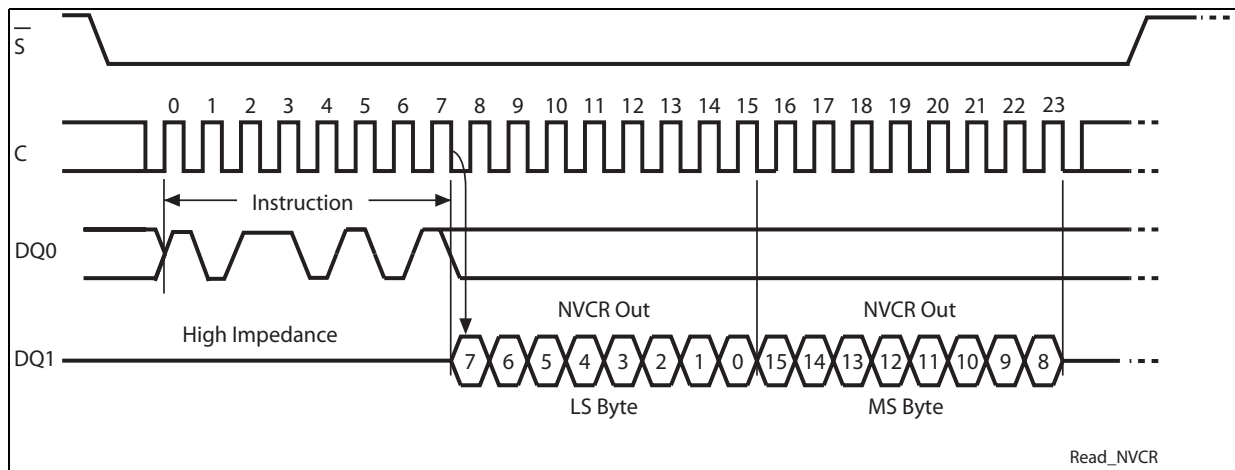 S
0 1 2 3 4 5 6 7 8 9 10 11 12 13 14 15 16 17 18 19 20 21 22 23
C
Instruction
DQ0
NVCR Out NVCR Out
High Impedance
DQ1 7 6 5 4 3 2 1 0 15 14 13 12 11 10 9 8
LS Byte MS Byte
Read_NVCR